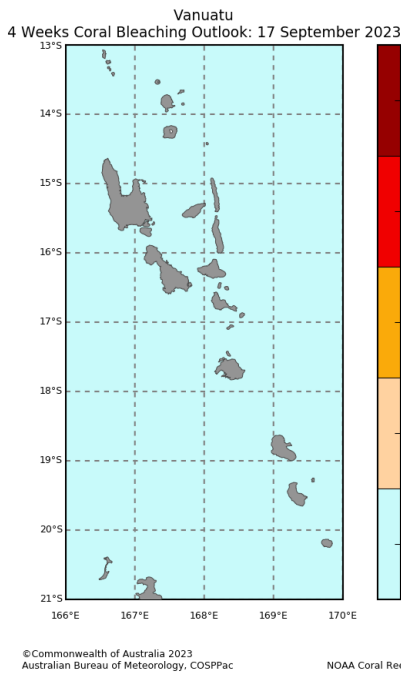 Vanuatu
4 Weeks Coral Bleaching Outlook: 17 September 2023
13°S
14°S
15°S
16°S
17°S
18°S
19°S
20°S
21°S
166°E 167°E 168°E 169°E 170°E
©Commonwealth of Australia 2023
Australian Bureau of Meteorology, COSPPac NOAA Coral Ree